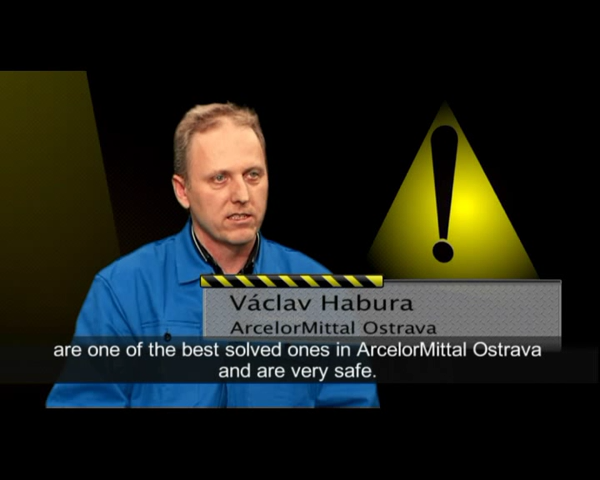 Václav Habura
ArcelorMittal Ostrava
are one of the best solved ones in ArcelorMittal Ostrava
and are very safe.